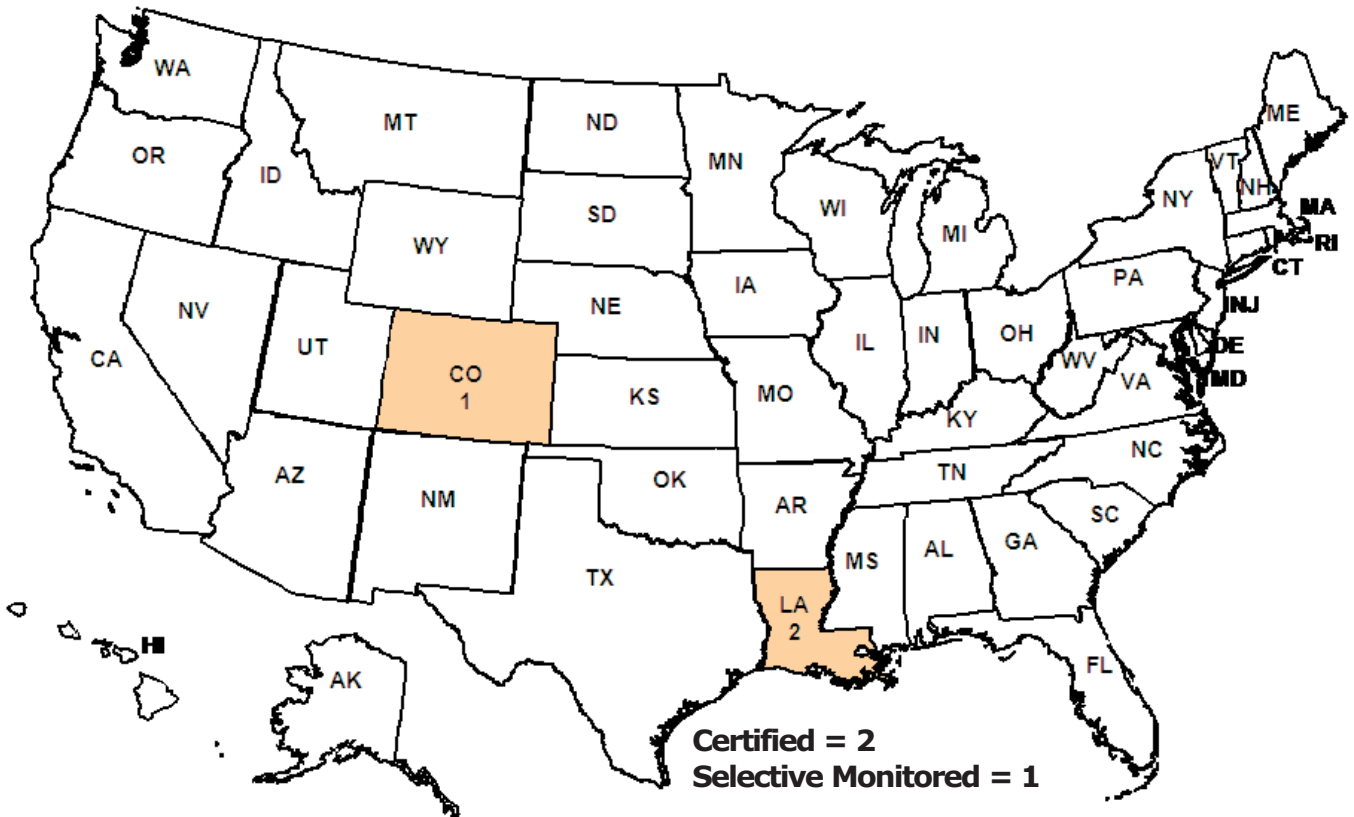 WA
MT
ND
MN
ME
OR
ID
SD
WI
VT
NH
NY
MA
WY
MI
RI
CT
PA
IA
NE
NV
UT
IL
IN
OH
NJ
DE
WV
MD
VA
CA
CO
1
KS
MO
KY
NC
TN
AZ
NM
OK
AR
SC
MS
AL
GA
TX
LA
2
HI
AK
FL
Certified = 2
Selective Monitored = 1